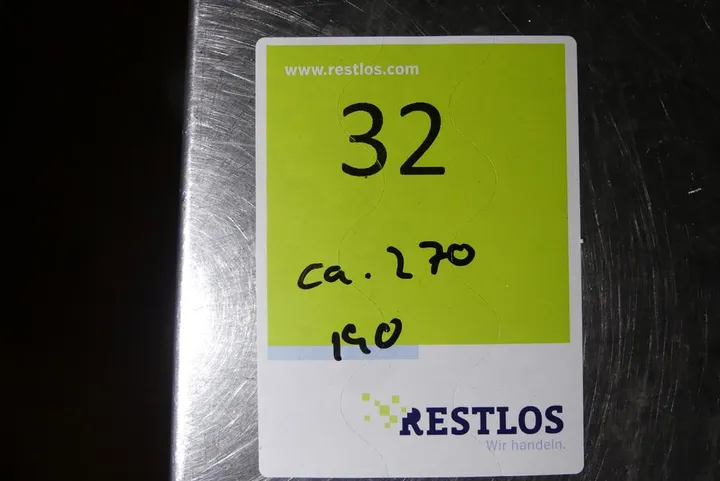 www.restlos.com
32
ca. 270
190
RESTLOS
Wir handeln.